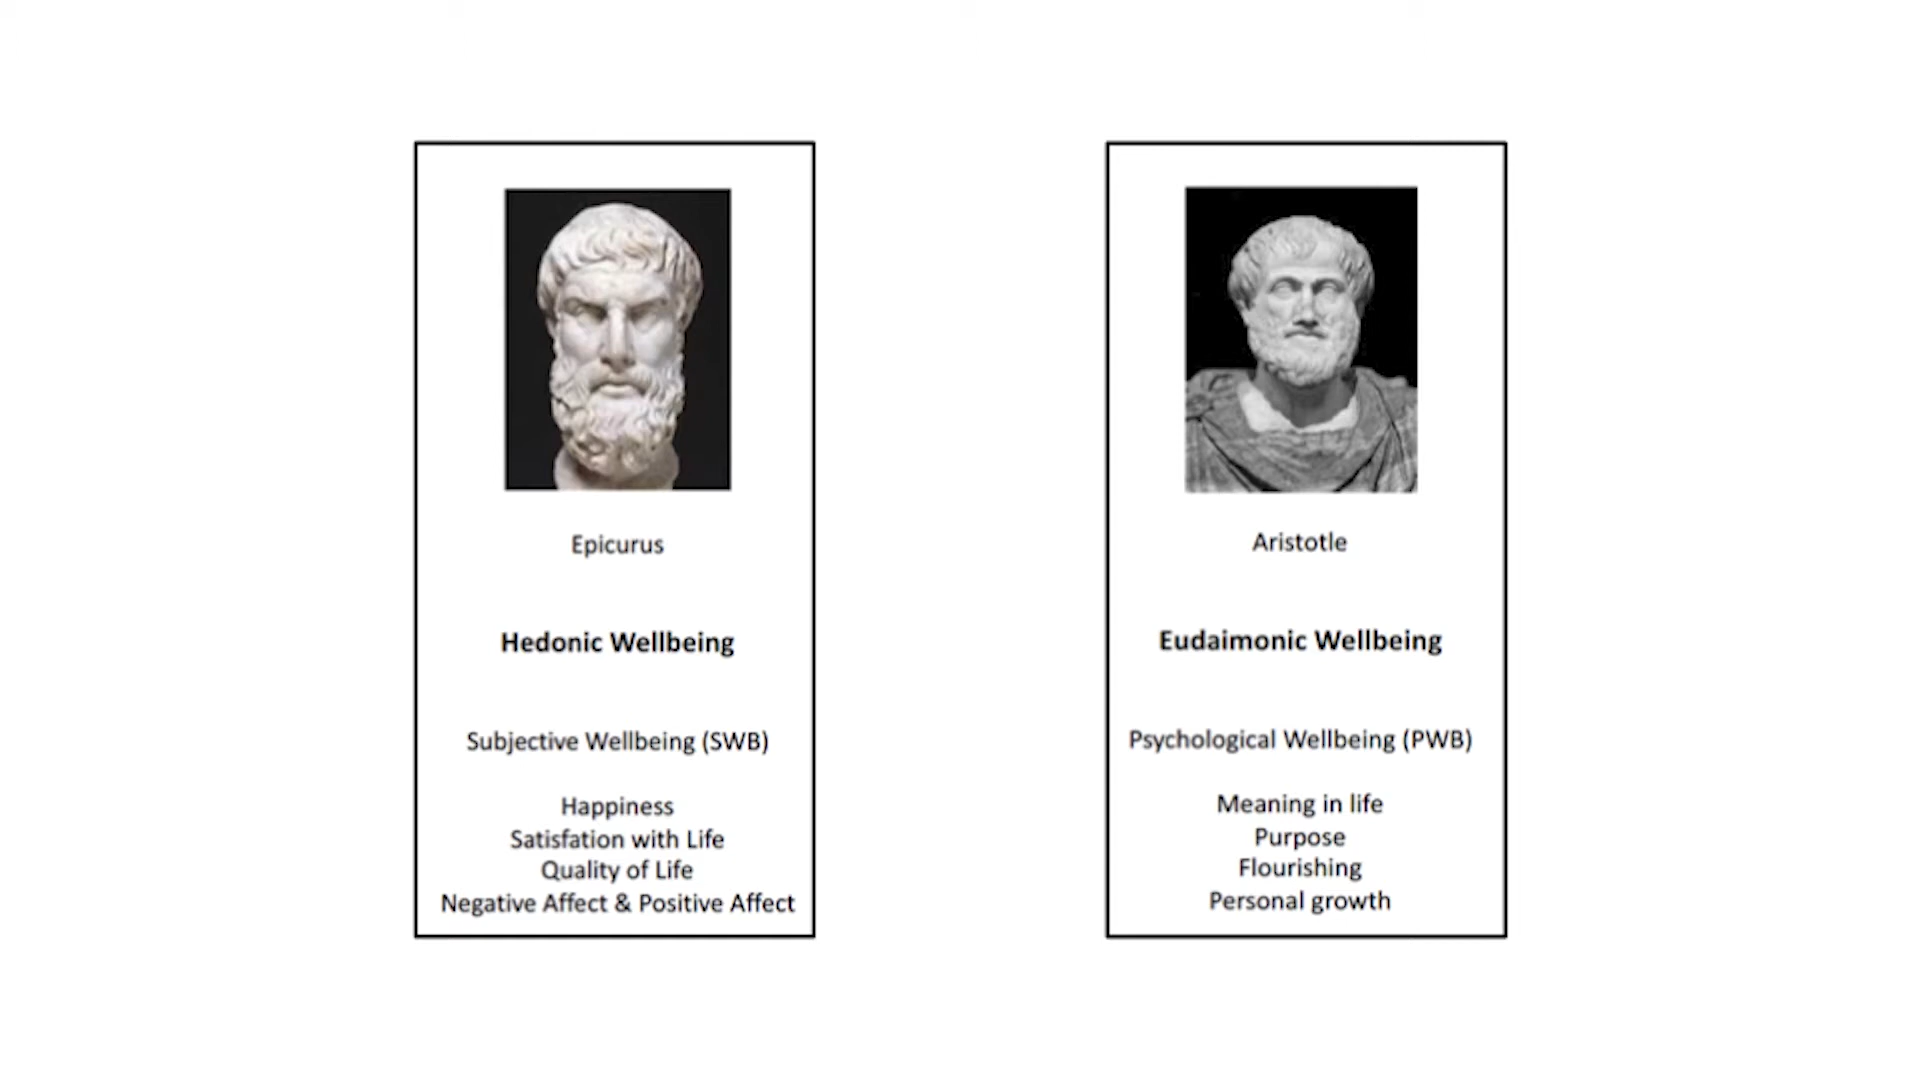 Epicurus
Hedonic Wellbeing
Subjective Wellbeing (SWB)
Happiness
Satisfation with Life
Quality of Life
Negative Affect & Positive Affect
Aristotle
Eudaimonic Wellbeing
Psychological Wellbeing (PWB)
Meaning in life
Purpose
Flourishing
Personal growth